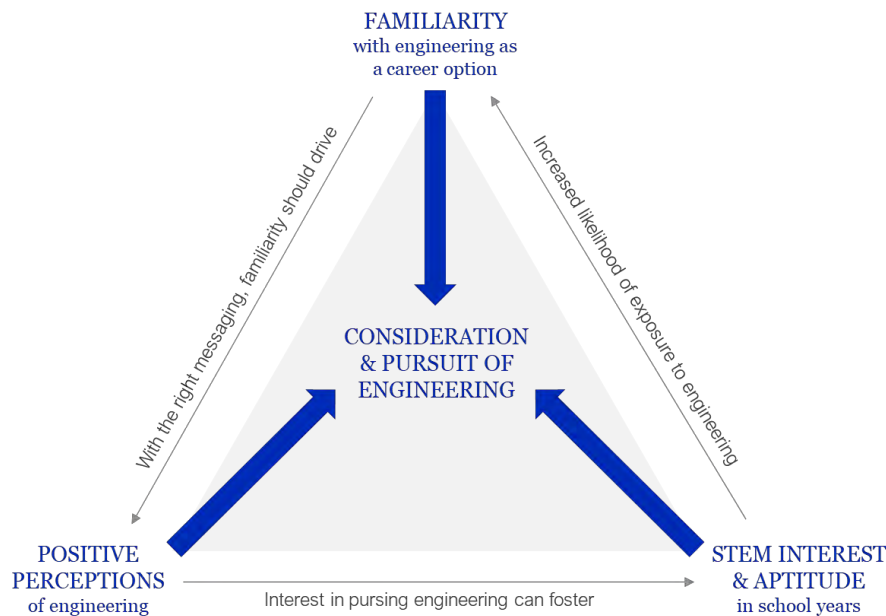 FAMILIARITY
with engineering as
a career option
With the right messaging, familiarity should drive
Increased likelihood of exposure to engineering
CONSIDERATION
& PURSUIT OF
ENGINEERING
POSITIVE
PERCEPTIONS
of engineering
Interest in pursing engineering can foster
STEM INTEREST
& APTITUDE
in school years